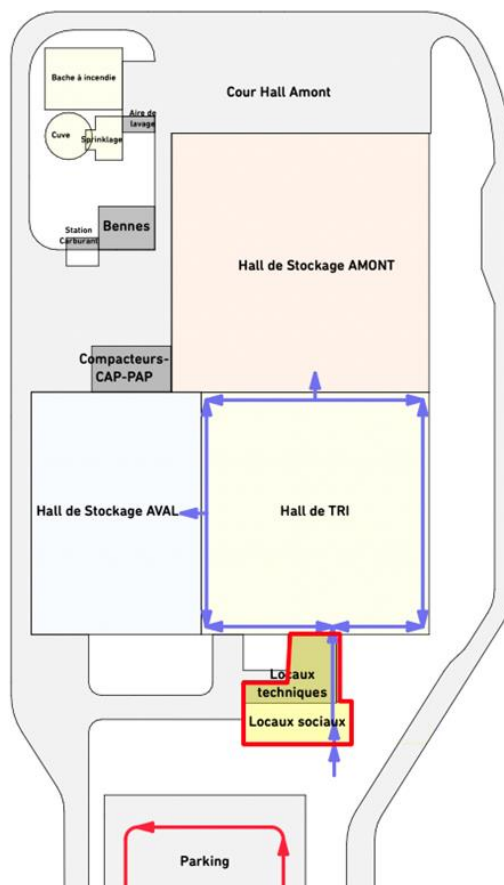 Bache à incendie
Cour Hall Amont
Aire de
lavage
Cuve
Sprinklage
Bennes
Station
Carburant
Hall de Stockage AMONT
Compacteurs-
CAP-PAP
Hall de Stockage AVAL
Hall de TRI
Locaux
techniques
Locaux sociaux
Parking